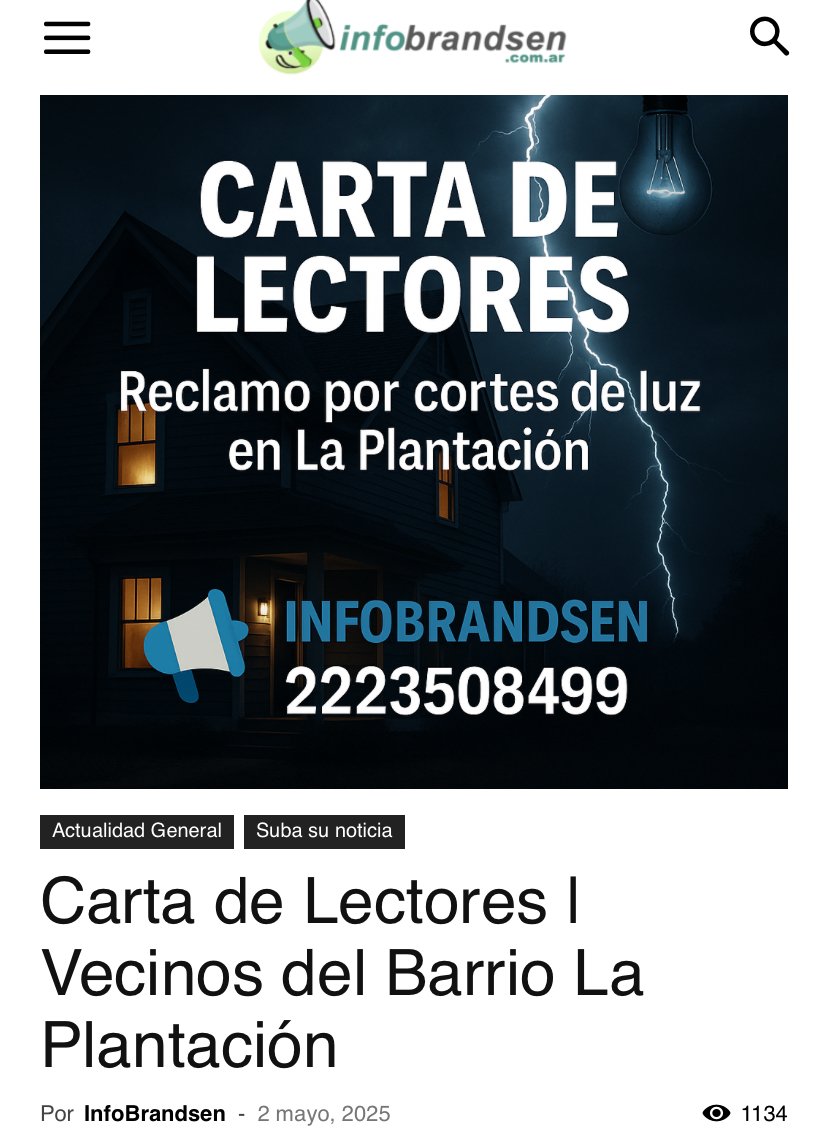 infobrandsen
.com.ar
CARTA DE
LECTORES
Reclamo por cortes de luz
en La Plantación
INFOBRANDSEN
2223508499
Actualidad General
Suba su noticia
Carta de Lectores |
Vecinos del Barrio La
Plantación
Por InfoBrandsen - 2 mayo, 2025
1134